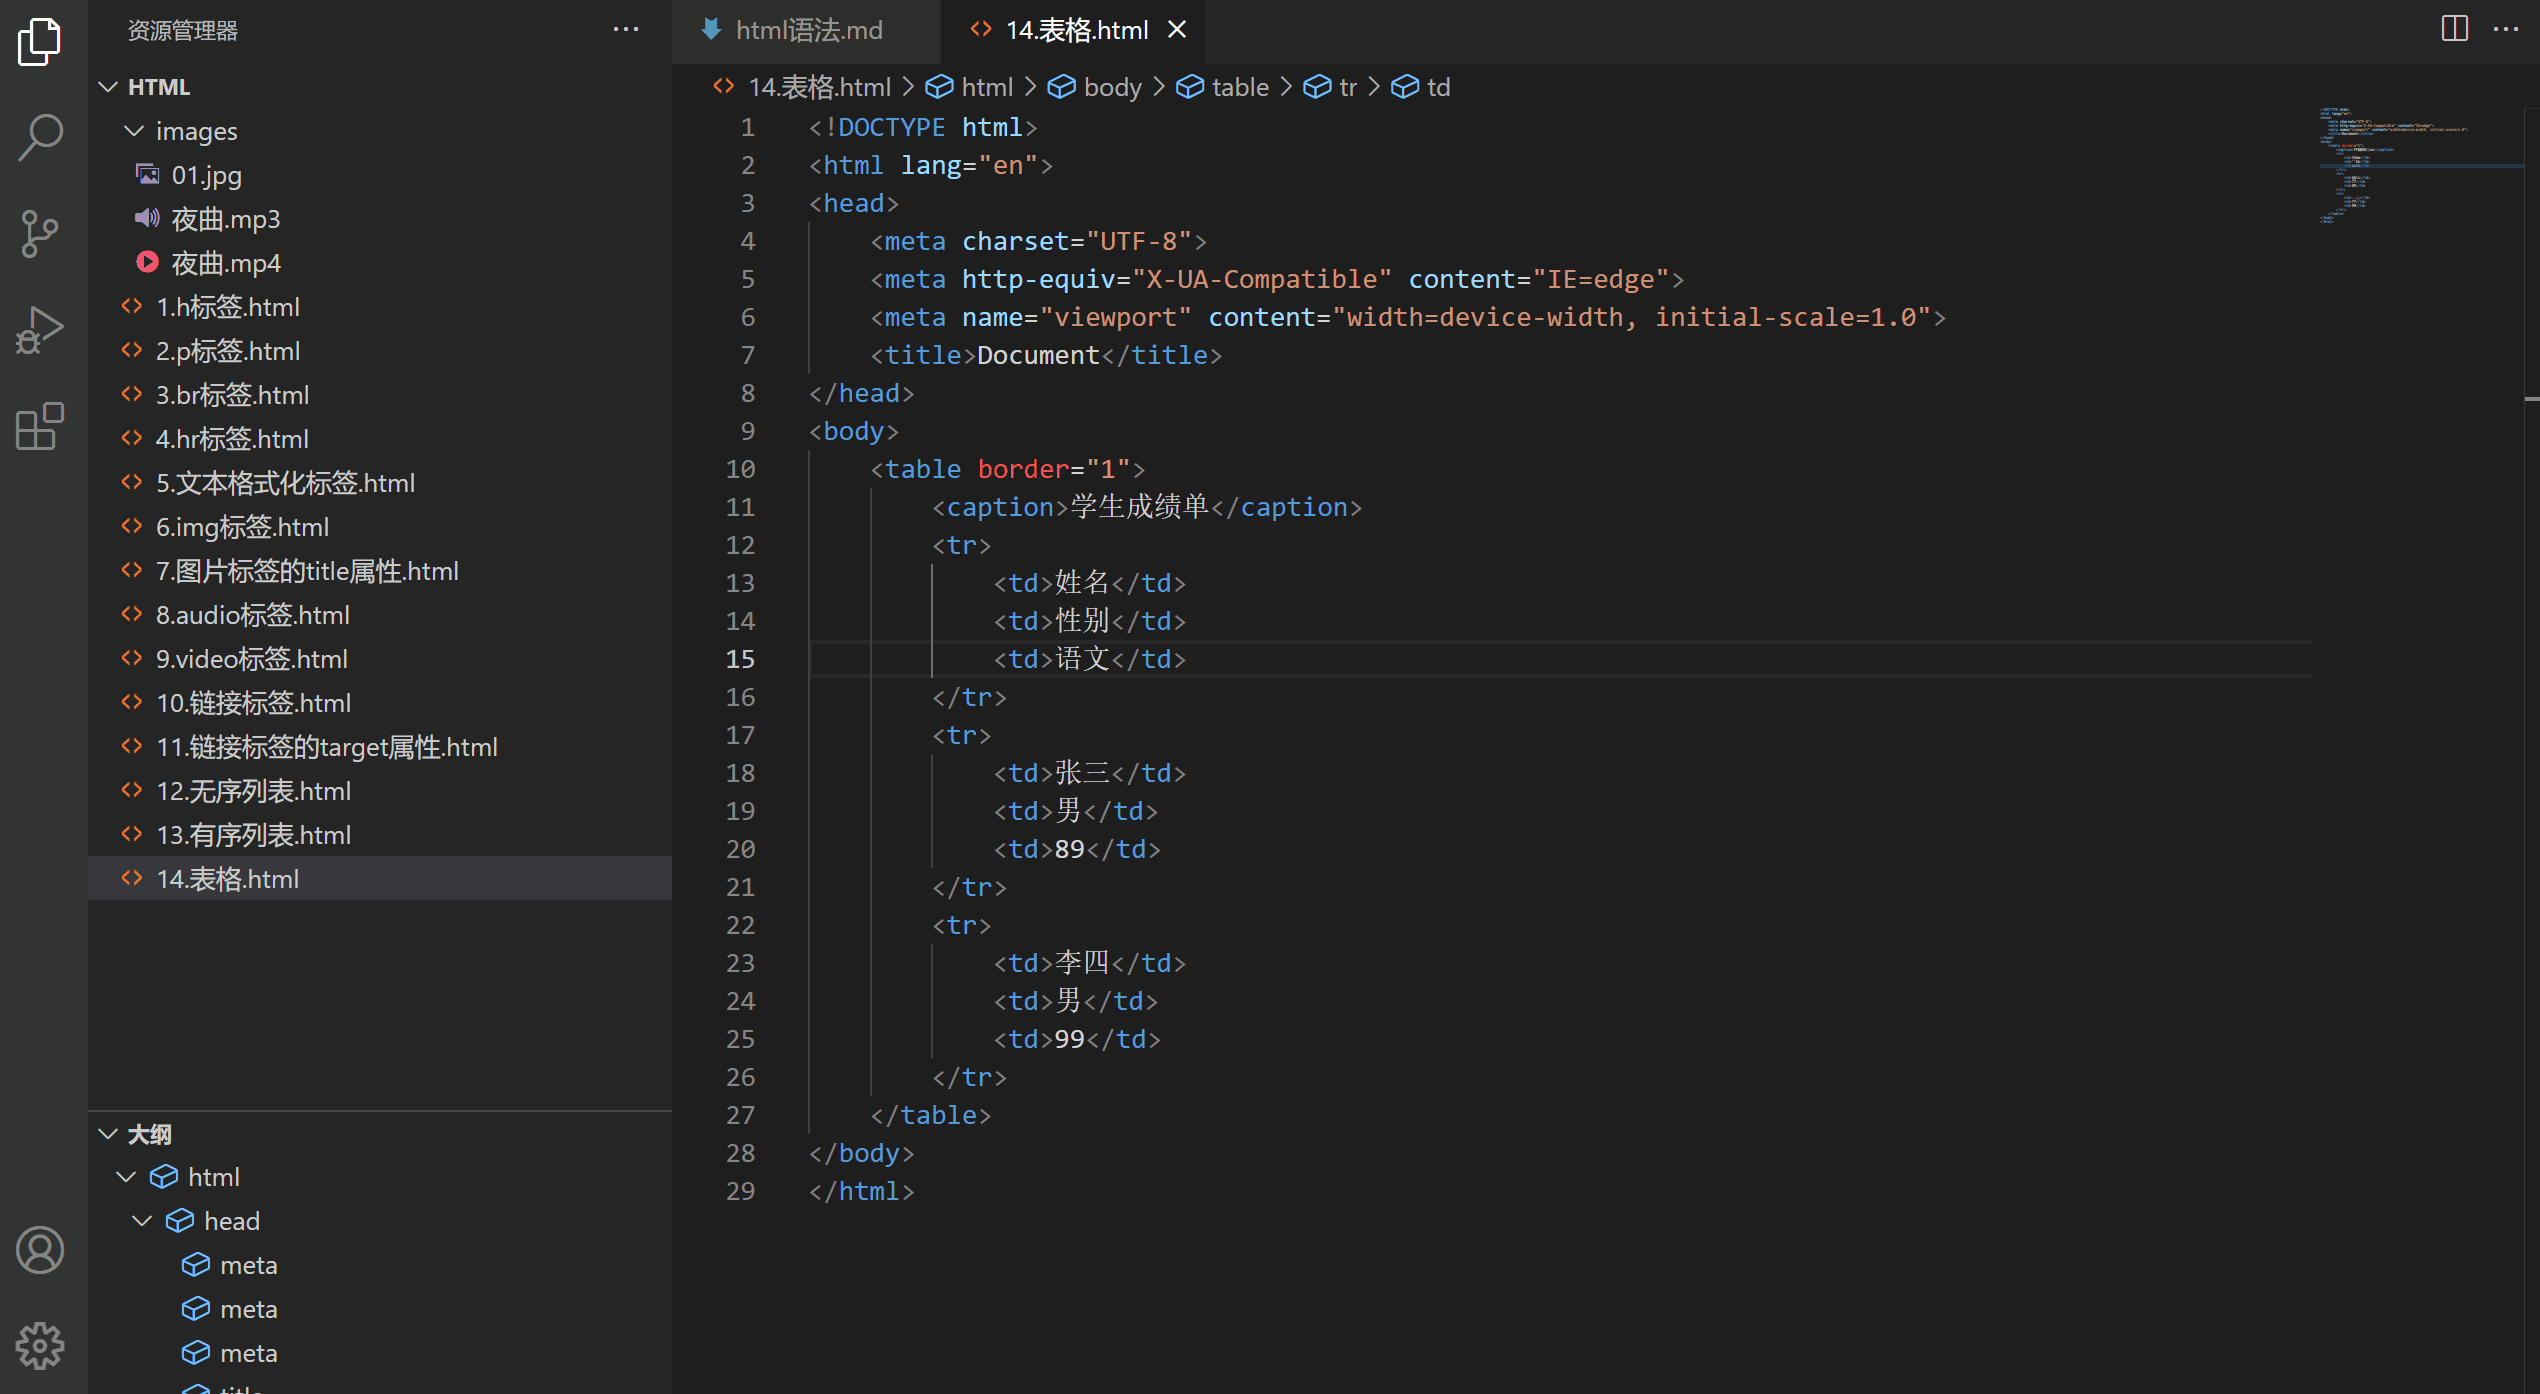 资源管理器
HTML
images
01.jpg
夜曲.mp3
夜曲.mp4
1.h标签.html
2.p标签.html
3.br标签.html
4.hr标签.html
5.文本格式化标签.html
6.img标签.html
7.图片标签的title属性.html
8.audio标签.html
9.video标签.html
10.链接标签.html
11.链接标签的target属性.html
12.无序列表.html
13.有序列表.html
14.表格.html
大纲
html
head
meta
meta
meta
title
html语法.md
14.表格.html
14.表格.html > html > body > table > tr > td
1 <!DOCTYPE html>
2 <html lang="en">
3 <head>
4 <meta charset="UTF-8">
5 <meta http-equiv="X-UA-Compatible" content="IE=edge">
6 <meta name="viewport" content="width=device-width, initial-scale=1.0">
7 <title>Document</title>
8 </head>
9 <body>
10 <table border="1">
11 <caption>学生成绩单</caption>
12 <tr>
13 <td>姓名</td>
14 <td>性别</td>
15 <td>语文</td>
16 </tr>
17 <tr>
18 <td>张三</td>
19 <td>男</td>
20 <td>89</td>
21 </tr>
22 <tr>
23 <td>李四</td>
24 <td>男</td>
25 <td>99</td>
26 </tr>
27 </table>
28 </body>
29 </html>